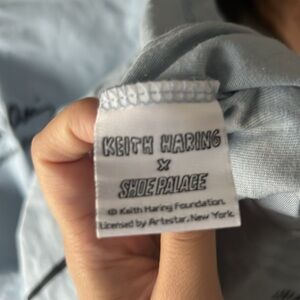 KEITH HARING
X
SHOE PALACE
© Keith Haring Foundation.
Licensed by Artestar, New York.